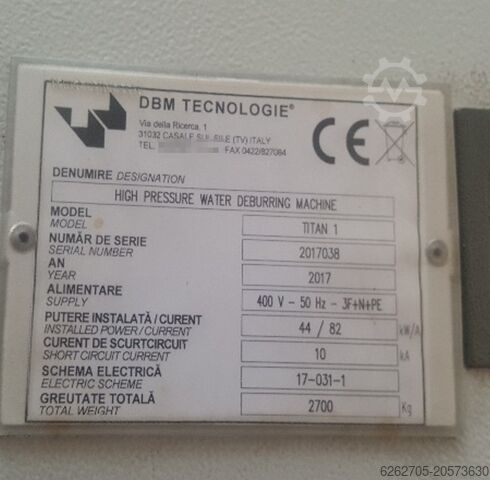 DBM TECNOLOGIE®
Via della Ricerca, 1
31032 CASALE SUL SILE (TV) ITALY
TEL. FAX 0422/827084
CE
DENUMIRE DESIGNATION
HIGH PRESSURE WATER DEBURRING MACHINE
MODEL
MODEL
TITAN 1
NUMĂR DE SERIE
SERIAL NUMBER
2017038
AN
YEAR
2017
ALIMENTARE
SUPPLY
400 V - 50 Hz - 3F+N+PE
PUTERE INSTALATĂ / CURENT
INSTALLED POWER / CURRENT
44 / 82
kW/A
CURENT DE SCURTCIRCUIT
SHORT CIRCUIT CURRENT
10
kA
SCHEMA ELECTRICĂ
ELECTRIC SCHEME
17-031-1
GREUTATE TOTALĂ
TOTAL WEIGHT
2700
Kg
Machineseeker
6262705-20573630